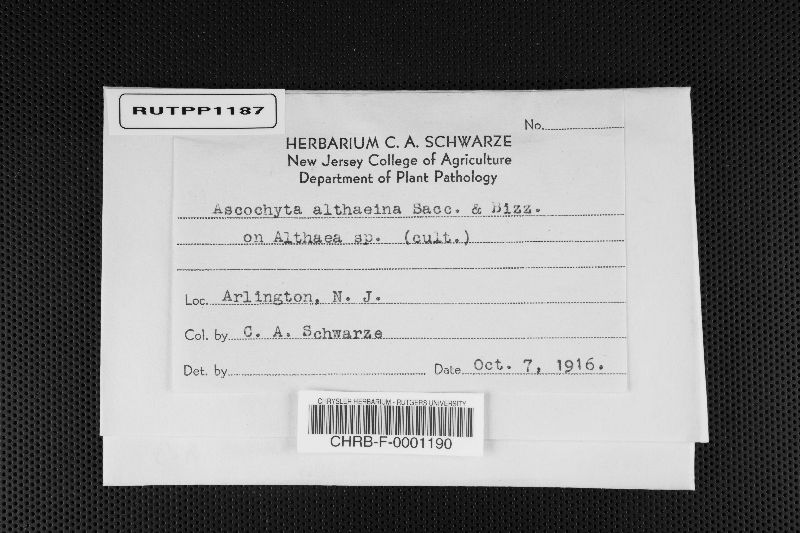 RUTPP1187
No.
HERBARIUM C. A. SCHWARZE
New Jersey College of Agriculture
Department of Plant Pathology
Ascochyta althaeina Sacc. & Bizz.
on Althaea sp. (cult.)
Loc. Arlington, N. J.
Col. by C. A. Schwarze
Det. by
Date Oct. 7, 1916.
CHRYSLER HERBARIUM - RUTGERS UNIVERSITY
CHRB-F-0001190